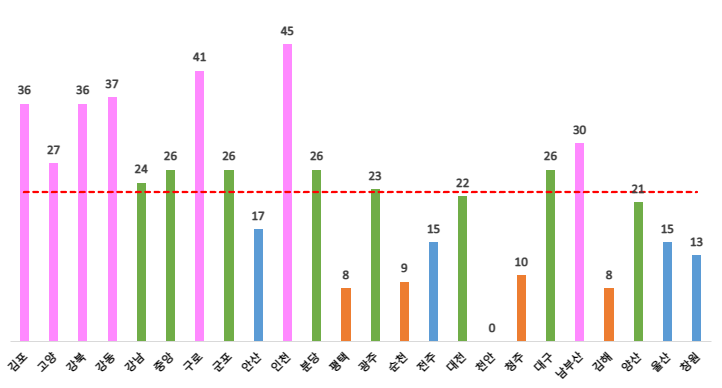 36 27 36 37 24 26 41 26 17 45 26 8 23 9 15 22 0 10 26 30 8 21 15 13
김포 고양 강북 강동 강남 중앙 구로 군포 안산 인천 분당 평택 광주 순천 전주 대전 천안 청주 대구 남부산 김해 양산 울산 창원